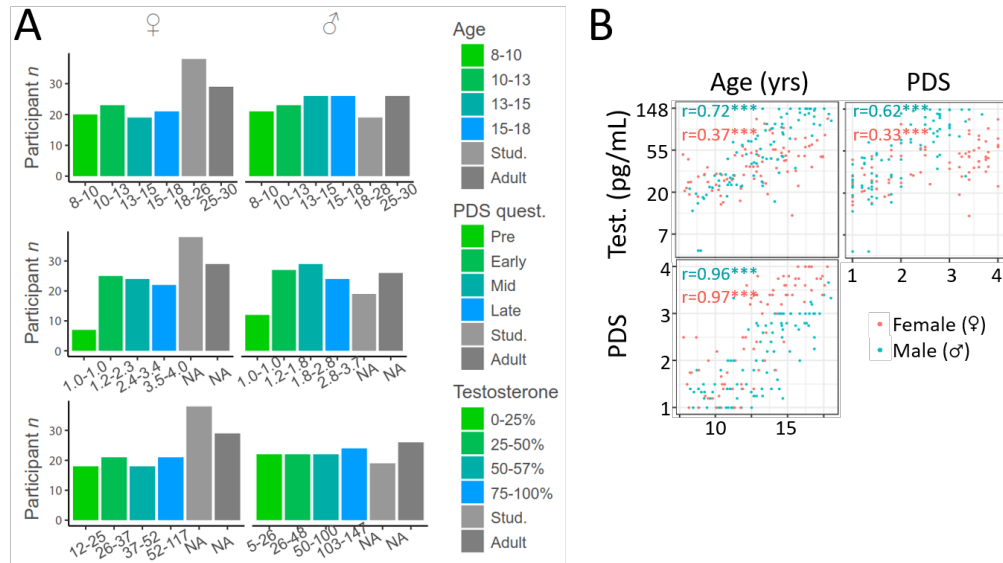 A
♀ ♂
Participant n
30
20
10
0
8-10 10-13 13-15 15-18 18-26 25-30
8-10 10-13 13-15 15-18 18-28 25-30
Age
8-10
10-13
13-15
15-18
Stud.
Adult
Participant n
30
20
10
0
1.0-1.0 1.2-2.3 2.4-3.4 3.5-4.0 NA NA
1.0-1.0 1.2-1.8 1.8-2.8 2.8-3.7 NA NA
PDS quest.
Pre
Early
Mid
Late
Stud.
Adult
Participant n
30
20
10
0
12-25 26-37 37-52 52-117 NA NA
5-26 26-48 50-100 103-147 NA NA
Testosterone
0-25%
25-50%
50-57%
75-100%
Stud.
Adult
B
Age (yrs) PDS
Test. (pg/mL)
148
55
20
7
r=0.72***
r=0.37***
r=0.62***
r=0.33***
1 2 3 4
PDS
4
3
2
1
r=0.96***
r=0.97***
10 15
Female (♀)
Male (♂)